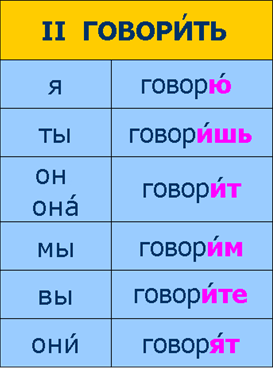 II ГОВОРИ́ТЬ
я говорю́
ты говори́шь
он
она́ говори́т
мы говори́м
вы говори́те
они́ говоря́т